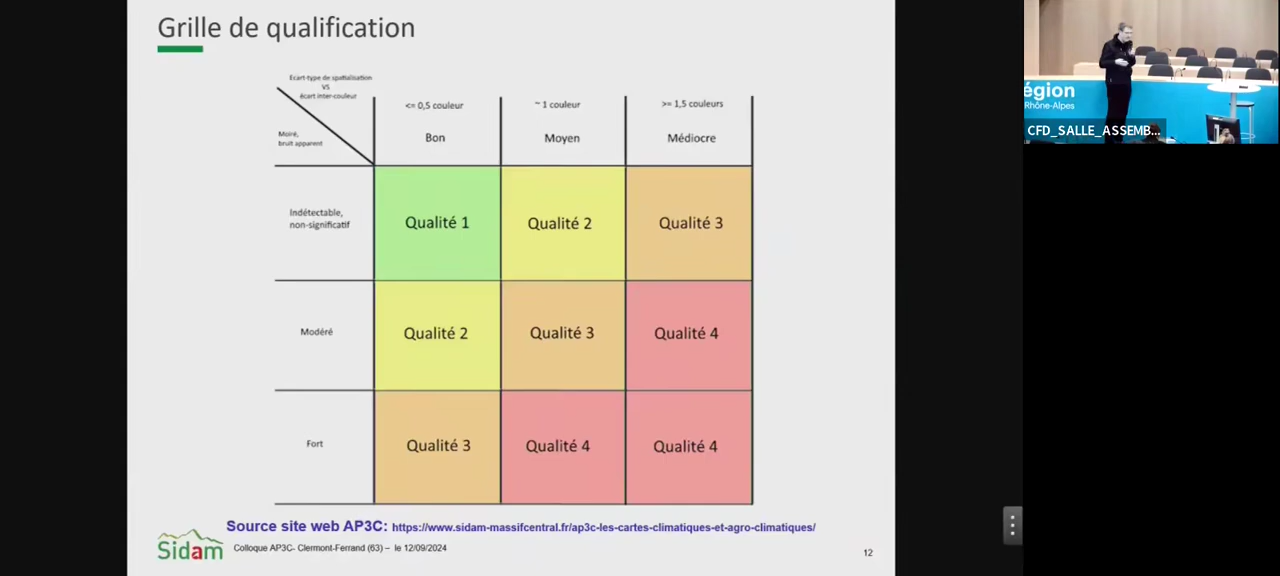 Grille de qualification
Ecart-type de spatialisation
VS
écart inter-couleur
Moiré,
bruit apparent
<= 0,5 couleur
~ 1 couleur
>= 1,5 couleurs
Bon
Moyen
Médiocre
Indétectable,
non-significatif
Qualité 1
Qualité 2
Qualité 3
Modéré
Qualité 2
Qualité 3
Qualité 4
Fort
Qualité 3
Qualité 4
Qualité 4
Source site web AP3C: https://www.sidam-massifcentral.fr/ap3c-les-cartes-climatiques-et-agro-climatiques/
Sidam
Colloque AP3C- Clermont-Ferrand (63) – le 12/09/2024
12
égion
Rhône-Alpes
CFD_SALLE_ASSEMB...